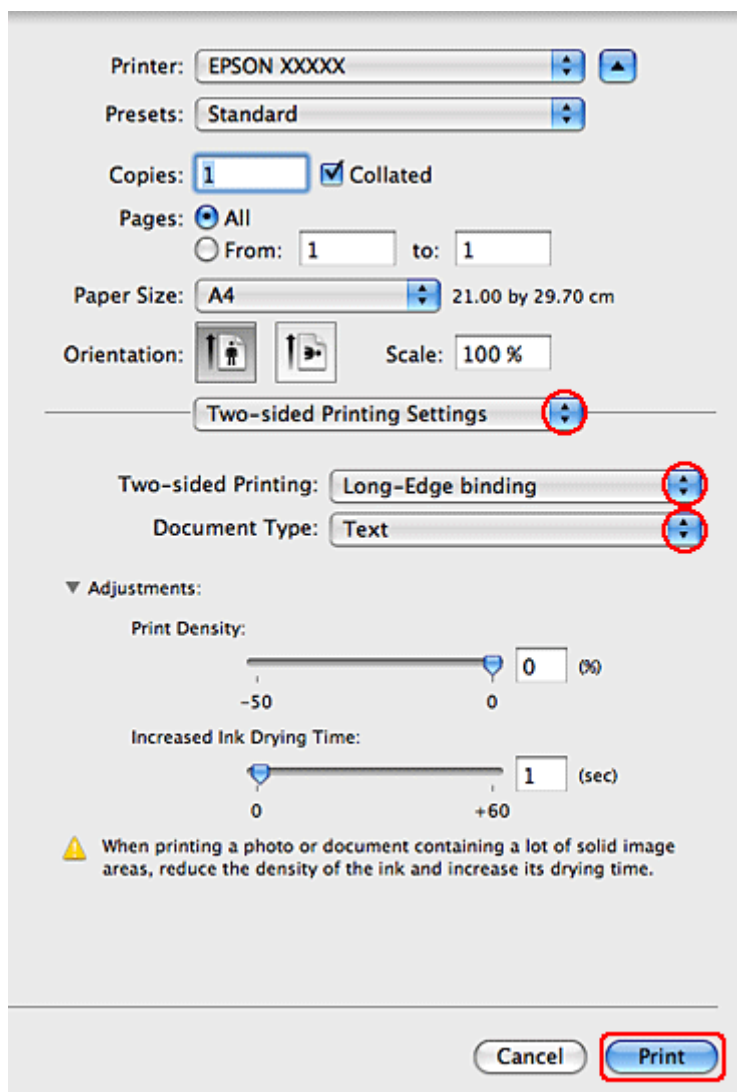 Printer: EPSON XXXXX
Presets: Standard
Copies: 1 Collated
Pages: All
From: 1 to: 1
Paper Size: A4 21.00 by 29.70 cm
Orientation: Scale: 100 %
Two-sided Printing Settings
Two-sided Printing: Long-Edge binding
Document Type: Text
Adjustments:
Print Density:
0 (%)
-50 0
Increased Ink Drying Time:
1 (sec)
0 +60
When printing a photo or document containing a lot of solid image
areas, reduce the density of the ink and increase its drying time.
Cancel Print